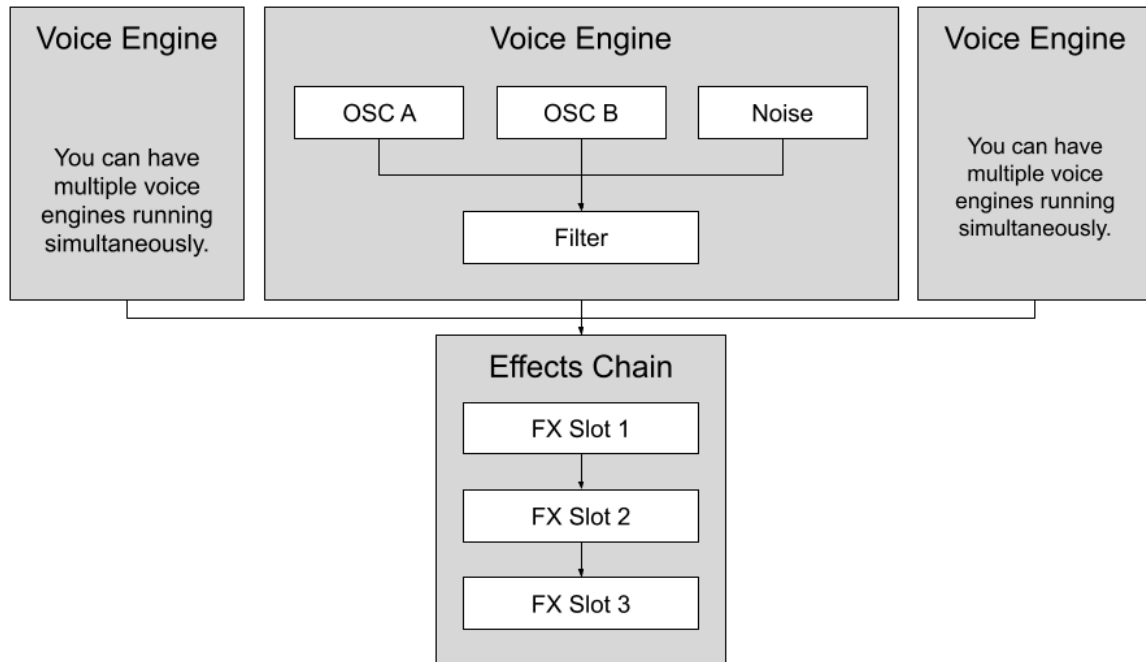 Voice Engine
You can have
multiple voice
engines running
simultaneously.
Voice Engine
OSC A
OSC B
Noise
Filter
Voice Engine
You can have
multiple voice
engines running
simultaneously.
Effects Chain
FX Slot 1
FX Slot 2
FX Slot 3